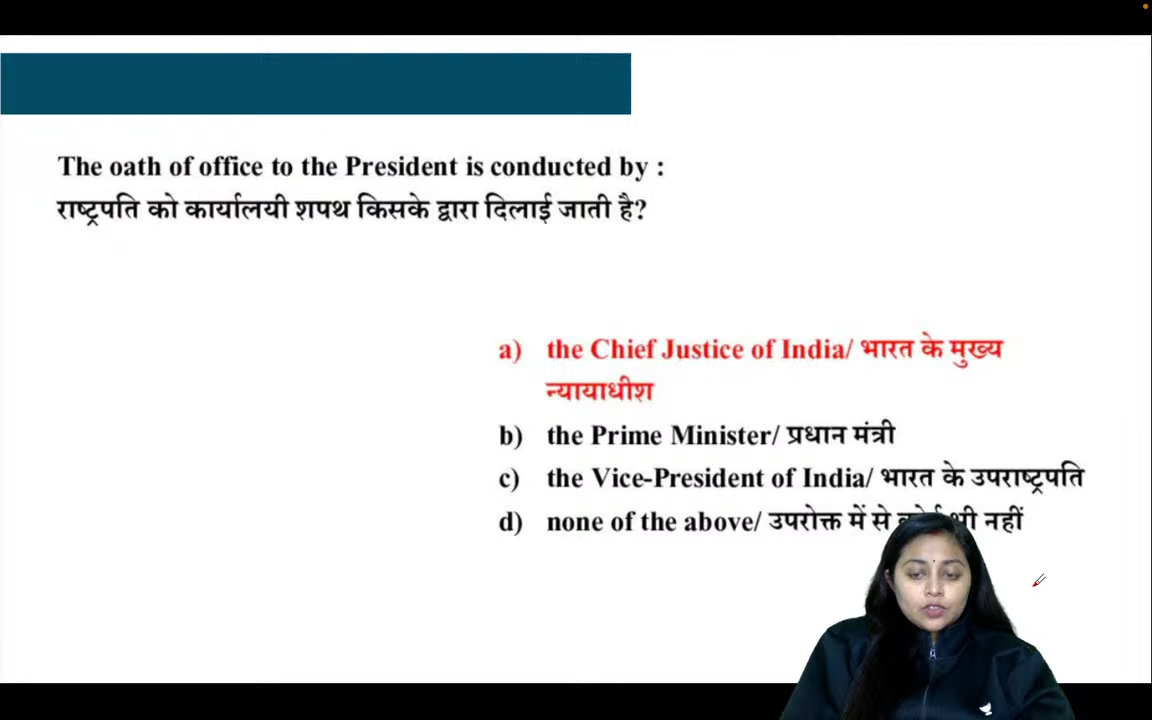 The oath of office to the President is conducted by :
राष्ट्रपति को कार्यालयी शपथ किसके द्वारा दिलाई जाती है?
a) the Chief Justice of India/ भारत के मुख्य
न्यायाधीश
b) the Prime Minister/ प्रधान मंत्री
c) the Vice-President of India/ भारत के उपराष्ट्रपति
d) none of the above/ उपरोक्त में से नहीं